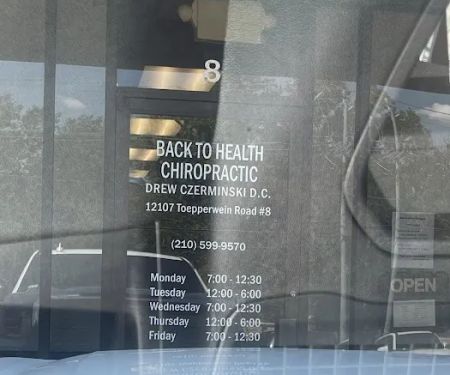 8
BACK TO HEALTH
CHIROPRACTIC
DREW CZERMINSKI D.C.
12107 Toepperwein Road #8
(210) 599-9570
Monday 7:00 - 12:30
Tuesday 12:00 - 6:00
Wednesday 7:00 - 12:30
Thursday 12:00 - 6:00
Friday 7:00 - 12:30
OPEN